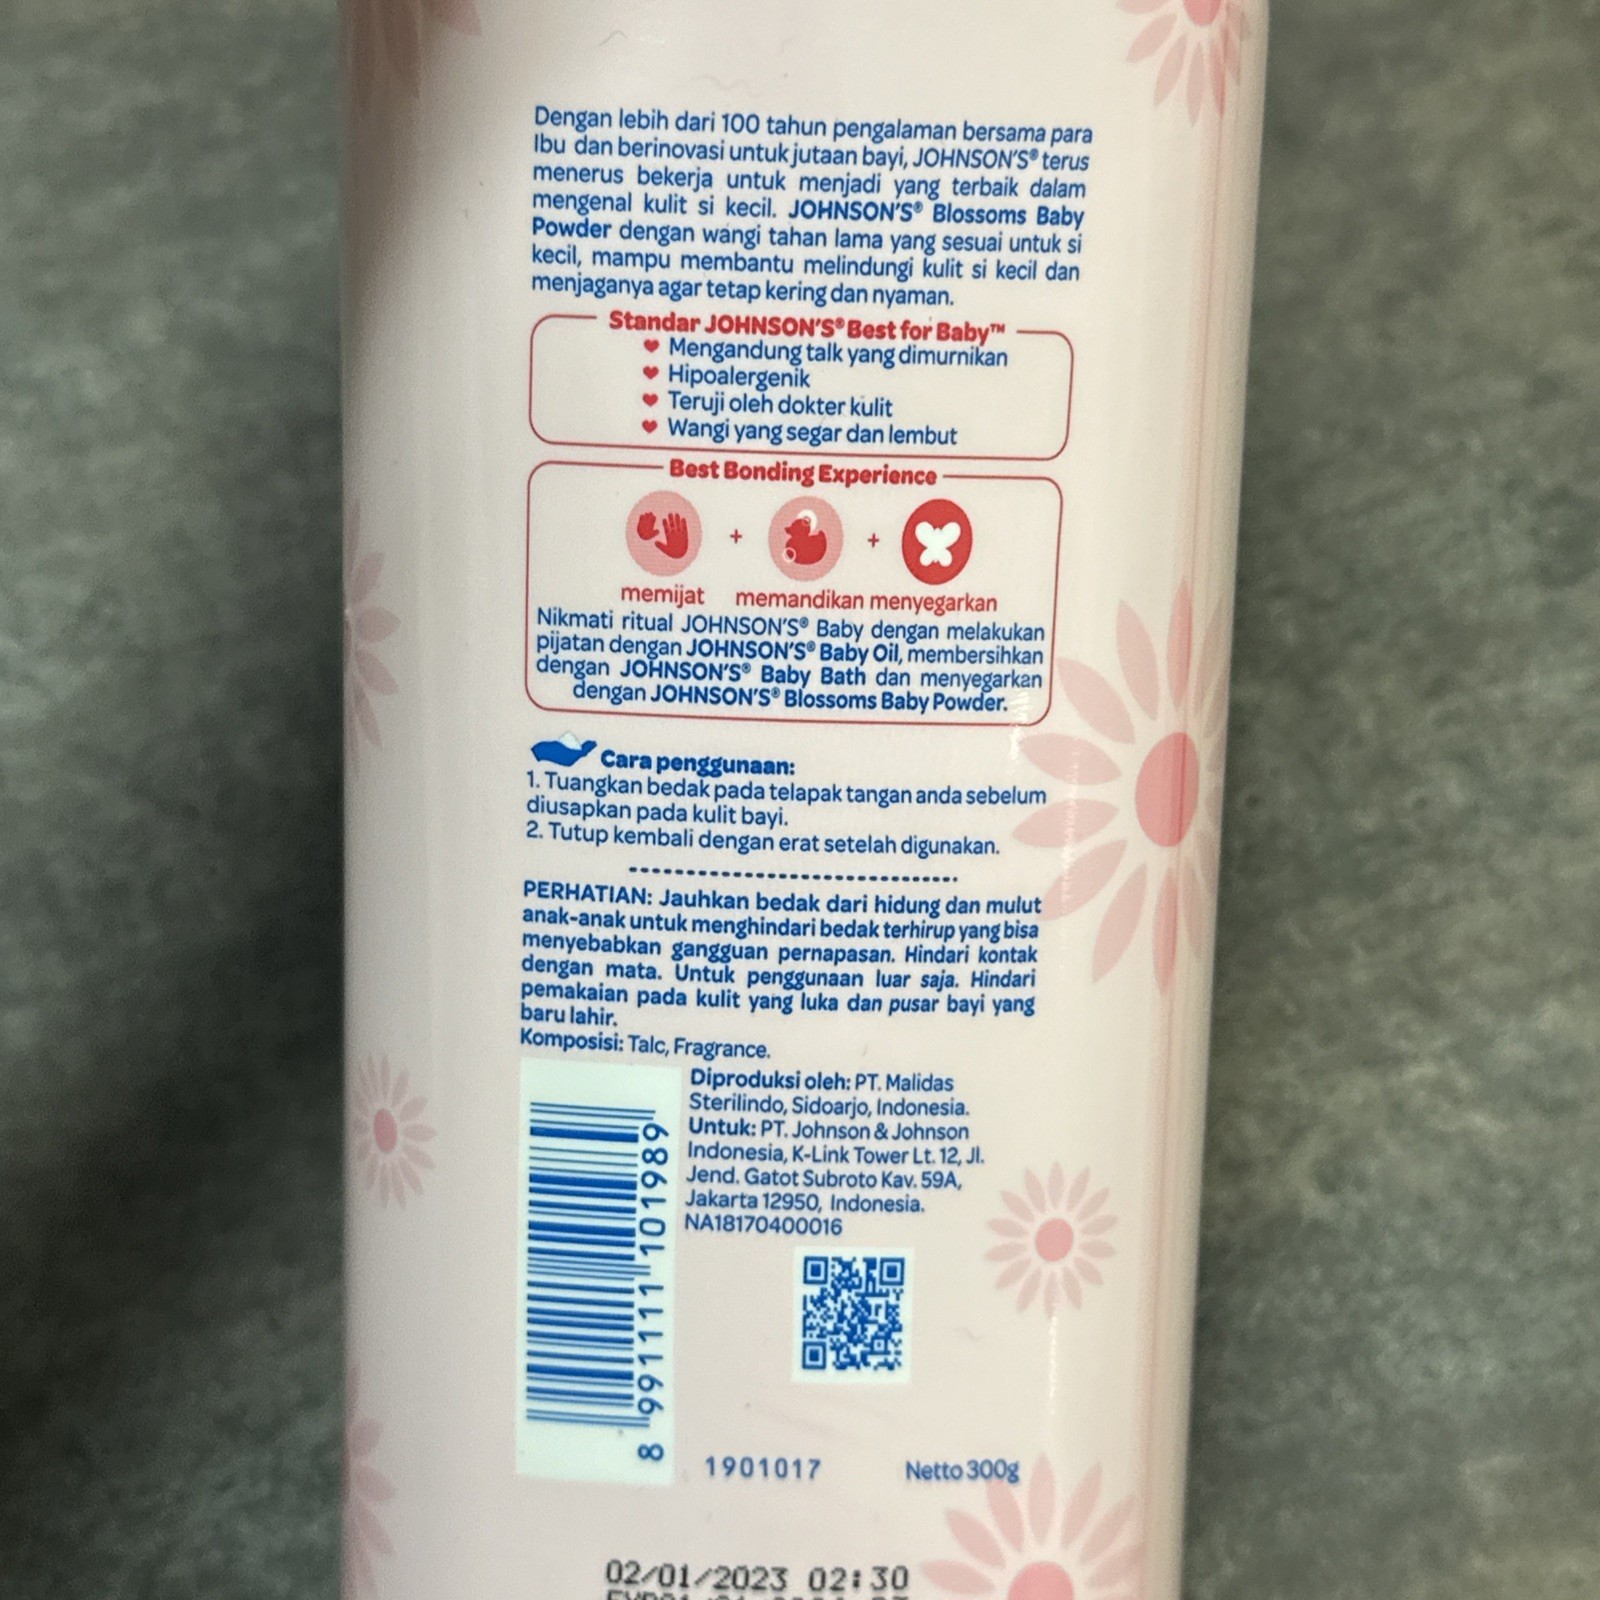 Dengan lebih dari 100 tahun pengalaman bersama para
Ibu dan berinovasi untuk jutaan bayi, JOHNSON'S® terus
menerus bekerja untuk menjadi yang terbaik dalam
mengenal kulit si kecil. JOHNSON'S® Blossoms Baby
Powder dengan wangi tahan lama yang sesuai untuk si
kecil, mampu membantu melindungi kulit si kecil dan
menjaganya agar tetap kering dan nyaman.
Standar JOHNSON'S® Best for Baby™
Mengandung talk yang dimurnikan
Hipoalergenik
Teruji oleh dokter kulit
Wangi yang segar dan lembut
Best Bonding Experience
+ +
memijat memandikan menyegarkan
Nikmati ritual JOHNSON'S® Baby dengan melakukan
pijatan dengan JOHNSON'S® Baby Oil, membersihkan
dengan JOHNSON'S® Baby Bath dan menyegarkan
dengan JOHNSON'S® Blossoms Baby Powder.
Cara penggunaan:
1. Tuangkan bedak pada telapak tangan anda sebelum
diusapkan pada kulit bayi.
2. Tutup kembali dengan erat setelah digunakan.
PERHATIAN: Jauhkan bedak dari hidung dan mulut
anak-anak untuk menghindari bedak terhirup yang bisa
menyebabkan gangguan pernapasan. Hindari kontak
dengan mata. Untuk penggunaan luar saja. Hindari
pemakaian pada kulit yang luka dan pusar bayi yang
baru lahir.
Komposisi: Talc, Fragrance.
Diproduksi oleh: PT. Malidas
Sterilindo, Sidoarjo, Indonesia.
Untuk: PT. Johnson & Johnson
Indonesia, K-Link Tower Lt. 12, Jl.
Jend. Gatot Subroto Kav. 59A,
Jakarta 12950, Indonesia.
NA18170400016
8 991111 101989
1901017 Netto 300g
02/01/2023 02:30